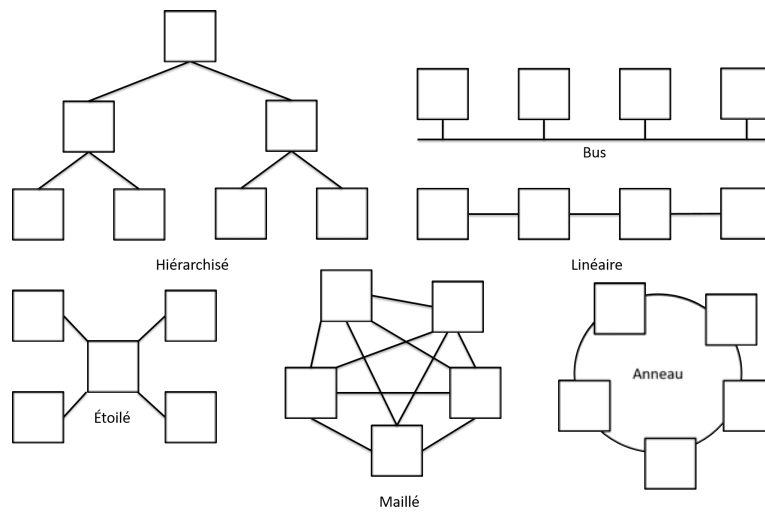 Bus
Hiérarchisé
Linéaire
Étoilé
Anneau
Maillé